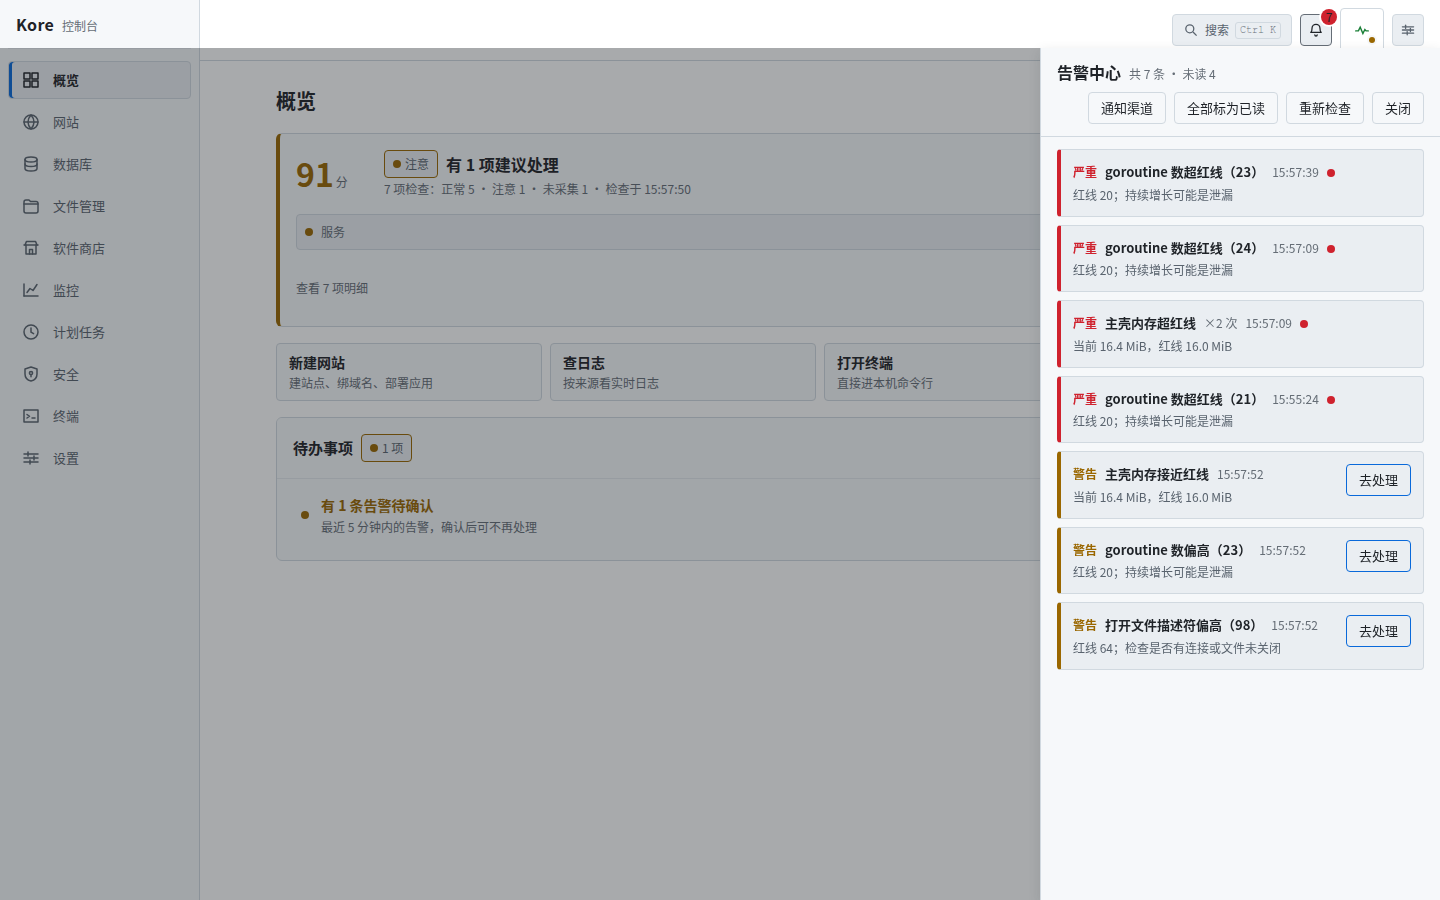 Kore 控制台
搜索 Ctrl K
7
概览
网站
数据库
文件管理
软件商店
监控
计划任务
安全
终端
设置
概览
91 分
注意 有 1 项建议处理
7 项检查：正常 5 · 注意 1 · 未采集 1 · 检查于 15:57:50
服务
查看 7 项明细
新建网站
建站点、绑域名、部署应用
查日志
按来源看实时日志
打开终端
直接进本机命令行
待办事项 1 项
有 1 条告警待确认
最近 5 分钟内的告警，确认后可不再处理
告警中心 共 7 条 · 未读 4
通知渠道 全部标为已读 重新检查 关闭
严重 goroutine 数超红线（23） 15:57:39
红线 20；持续增长可能是泄漏
严重 goroutine 数超红线（24） 15:57:09
红线 20；持续增长可能是泄漏
严重 主壳内存超红线 ×2 次 15:57:09
当前 16.4 MiB，红线 16.0 MiB
严重 goroutine 数超红线（21） 15:55:24
红线 20；持续增长可能是泄漏
警告 主壳内存接近红线 15:57:52 去处理
当前 16.4 MiB，红线 16.0 MiB
警告 goroutine 数偏高（23） 15:57:52 去处理
红线 20；持续增长可能是泄漏
警告 打开文件描述符偏高（98） 15:57:52 去处理
红线 64；检查是否有连接或文件未关闭